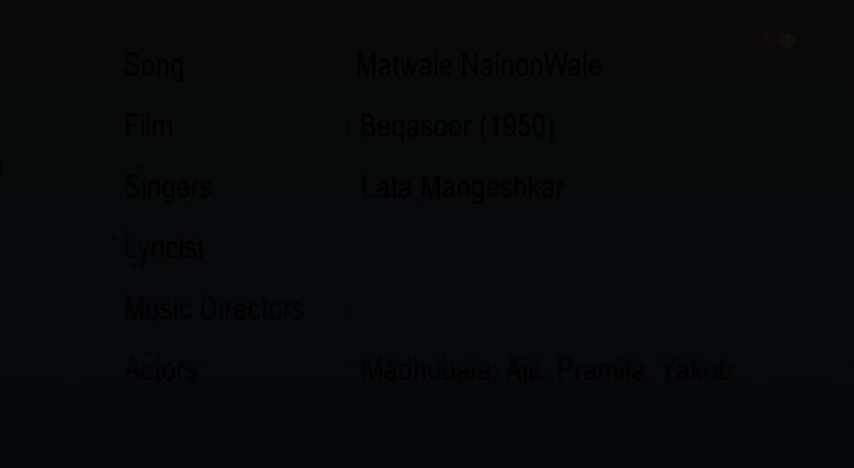 Song : Matwale NainonWale
Film : Beqasoor (1950)
Singers : Lata Mangeshkar
Lyricist :
Music Directors :
Actors : Madhubala, Ajit, Pramila, Yakub